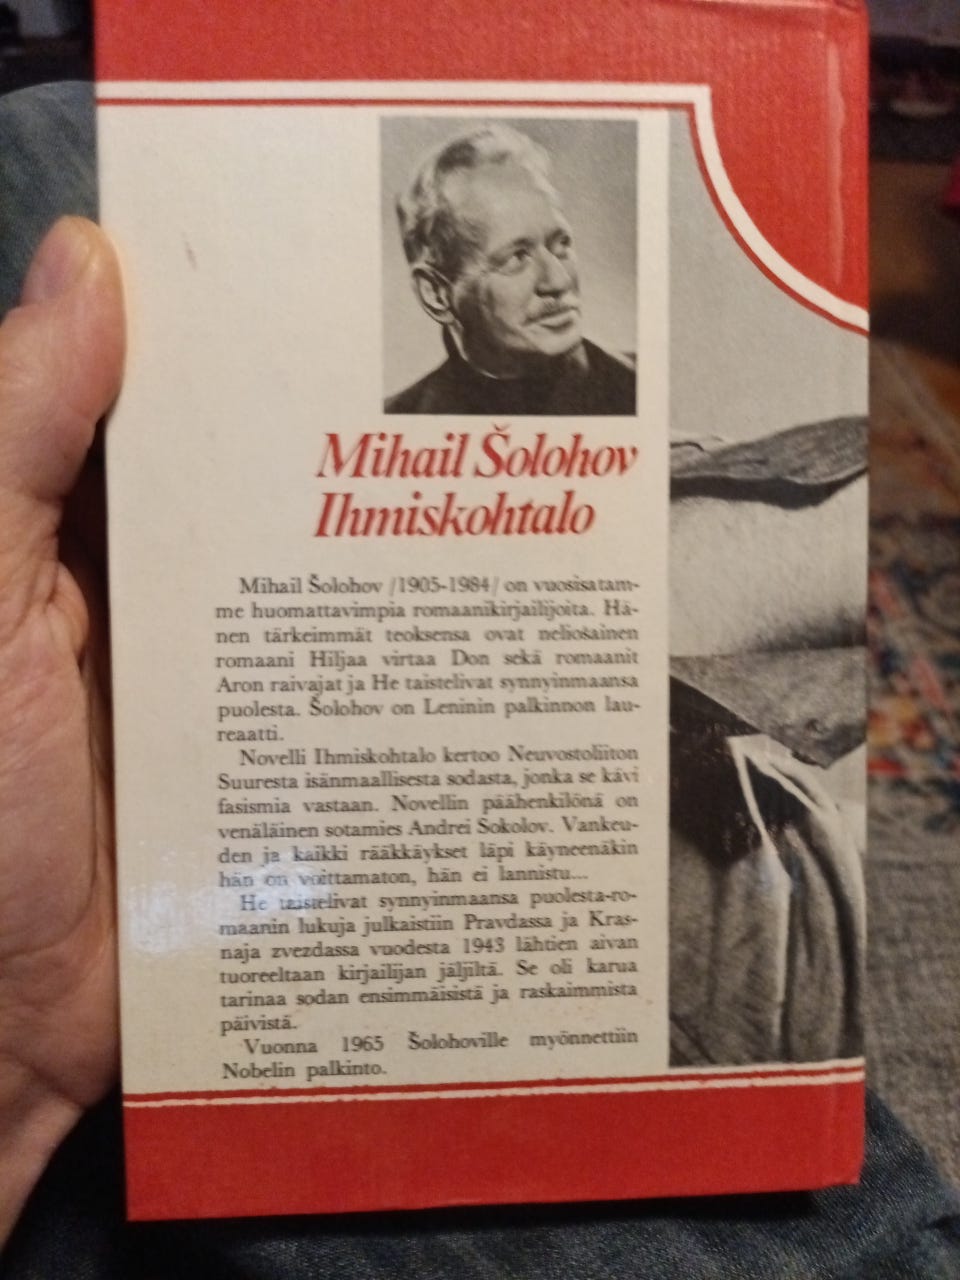 Mihail Šolohov
Ihmiskohtalo
Mihail Šolohov /1905-1984/ on vuosisatam-
me huomattavimpia romaanikirjailijoita. Hä-
nen tärkeimmät teoksensa ovat neliošainen
romaani Hiljaa virtaa Don sekä romaanit
Aron raivajat ja He taistelivat synnyinmaansa
puolesta. Šolohov on Leninin palkinnon lau-
reaatti.
Novelli Ihmiskohtalo kertoo Neuvostoliiton
Suuresta isänmaallisesta sodasta, jonka se kävi
fasismia vastaan. Novellin päähenkilönä on
venäläinen sotamies Andrei Sokolov. Vankeu-
den ja kaikki rääkkäykset läpi käyneenäkin
hän on voittamaton, hän ei lannistu...
He taistelivat synnyinmaansa puolesta-ro-
maanin lukuja julkaistiin Pravdassa ja Kras-
naja zvezdassa vuodesta 1943 lähtien aivan
tuoreeltaan kirjailijan jäljiltä. Se oli karua
tarinaa sodan ensimmäisistä ja raskaimmista
päivistä.
Vuonna 1965 Šolohoville myönnettiin
Nobelin palkinto.